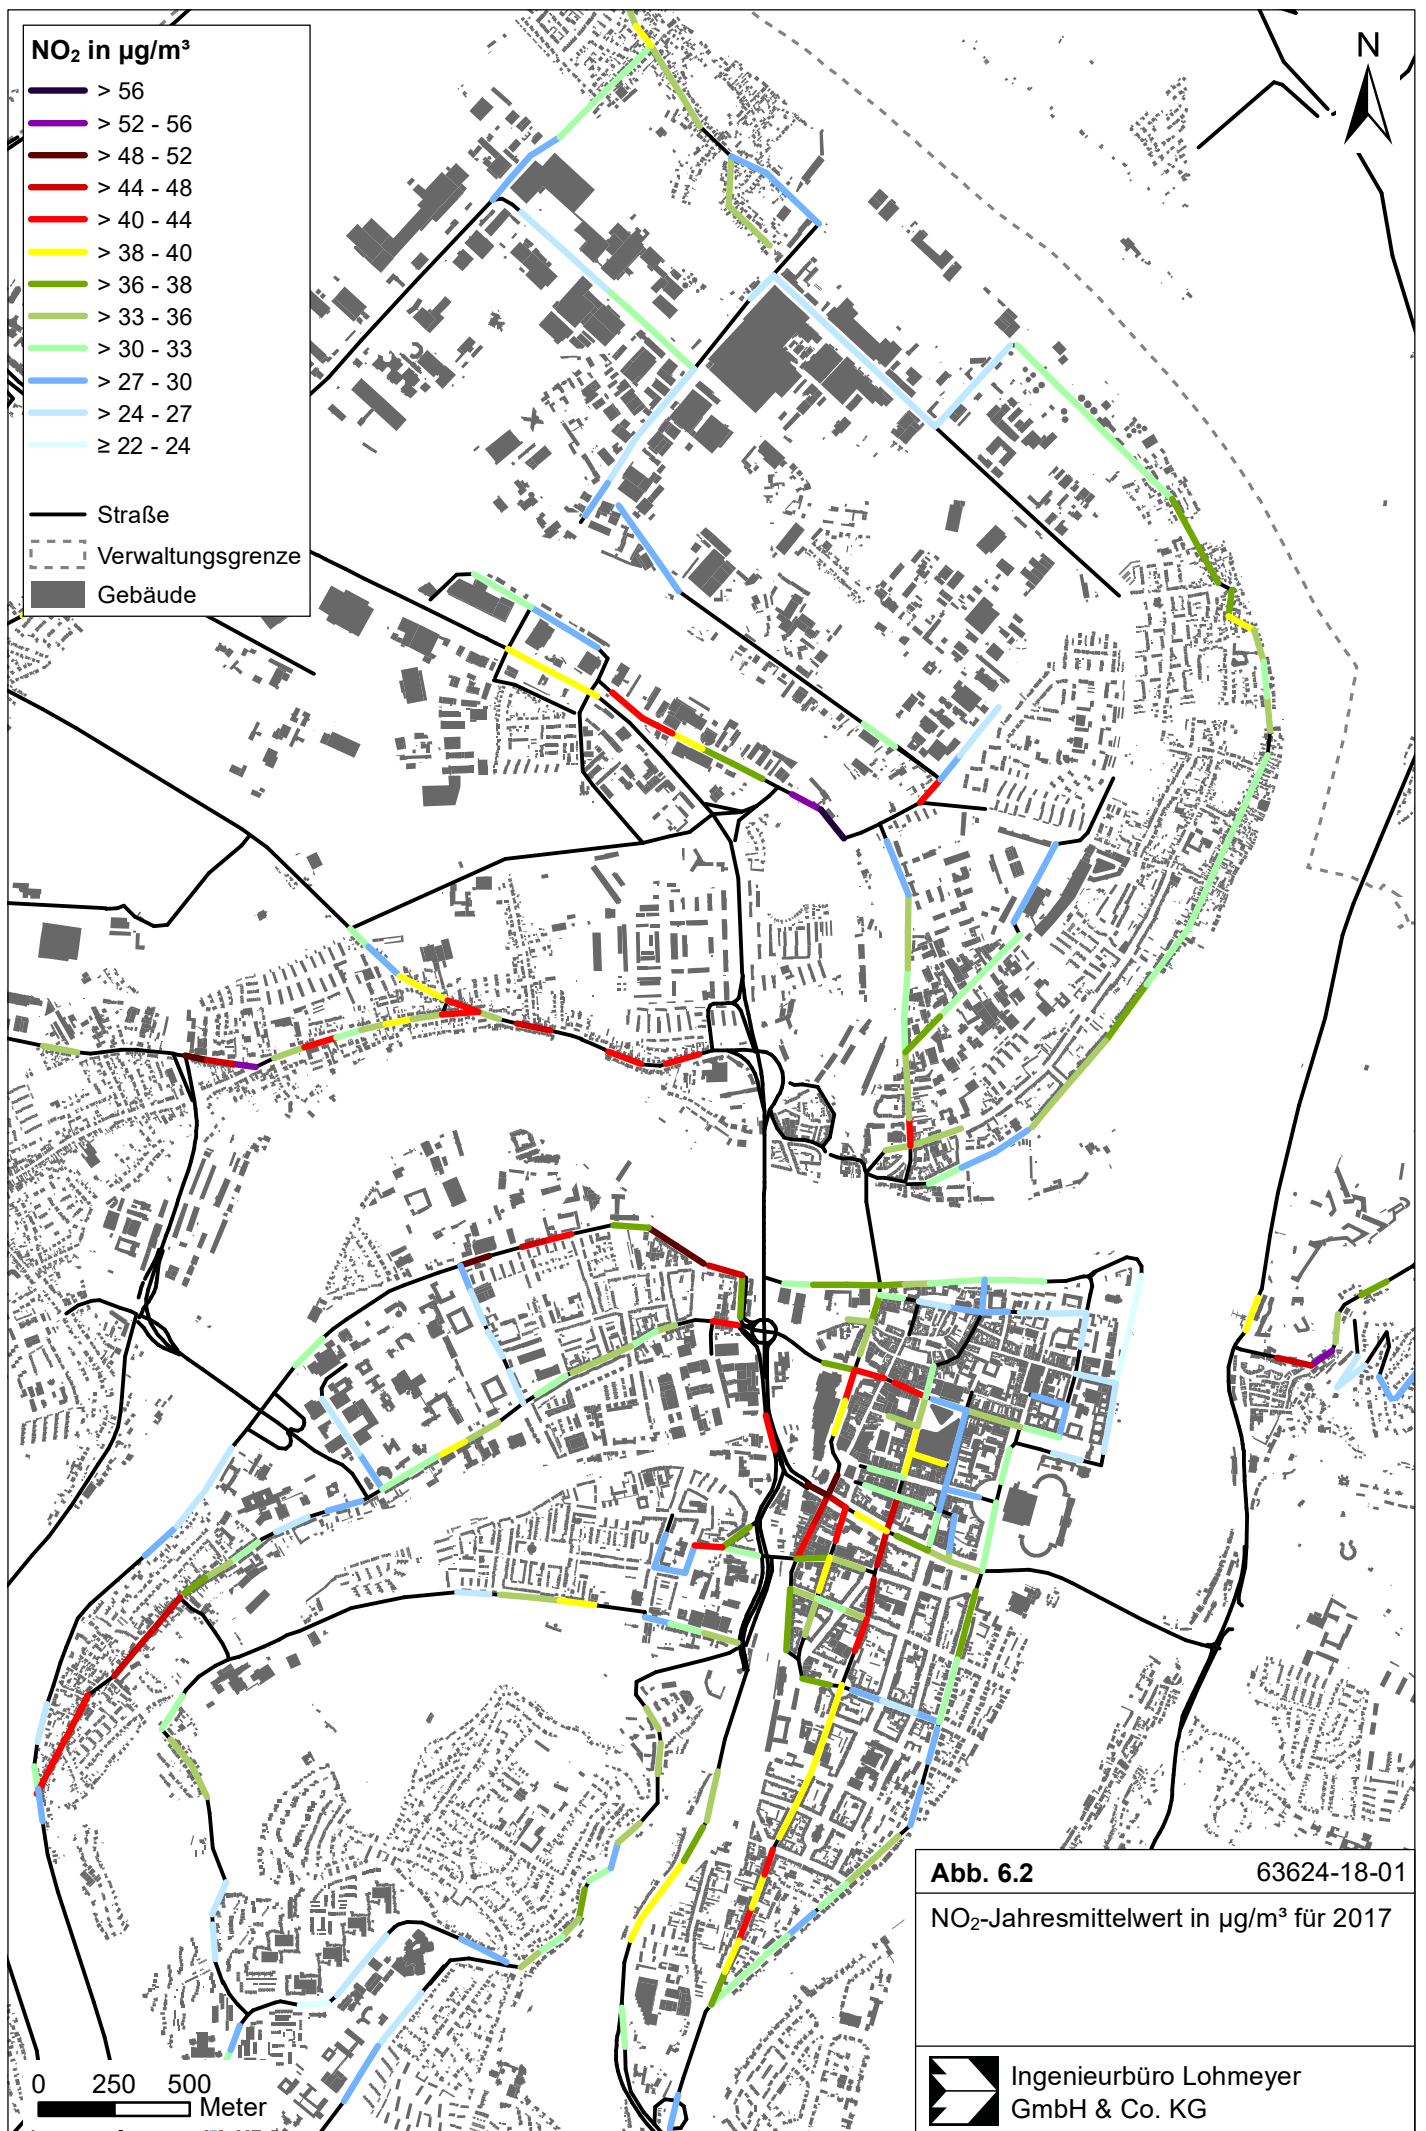 NO₂ in µg/m³
> 56
> 52 - 56
> 48 - 52
> 44 - 48
> 40 - 44
> 38 - 40
> 36 - 38
> 33 - 36
> 30 - 33
> 27 - 30
> 24 - 27
≥ 22 - 24
Straße
Verwaltungsgrenze
Gebäude
N
0 250 500
Meter
Abb. 6.2 63624-18-01
NO₂-Jahresmittelwert in µg/m³ für 2017
Ingenieurbüro Lohmeyer
GmbH & Co. KG